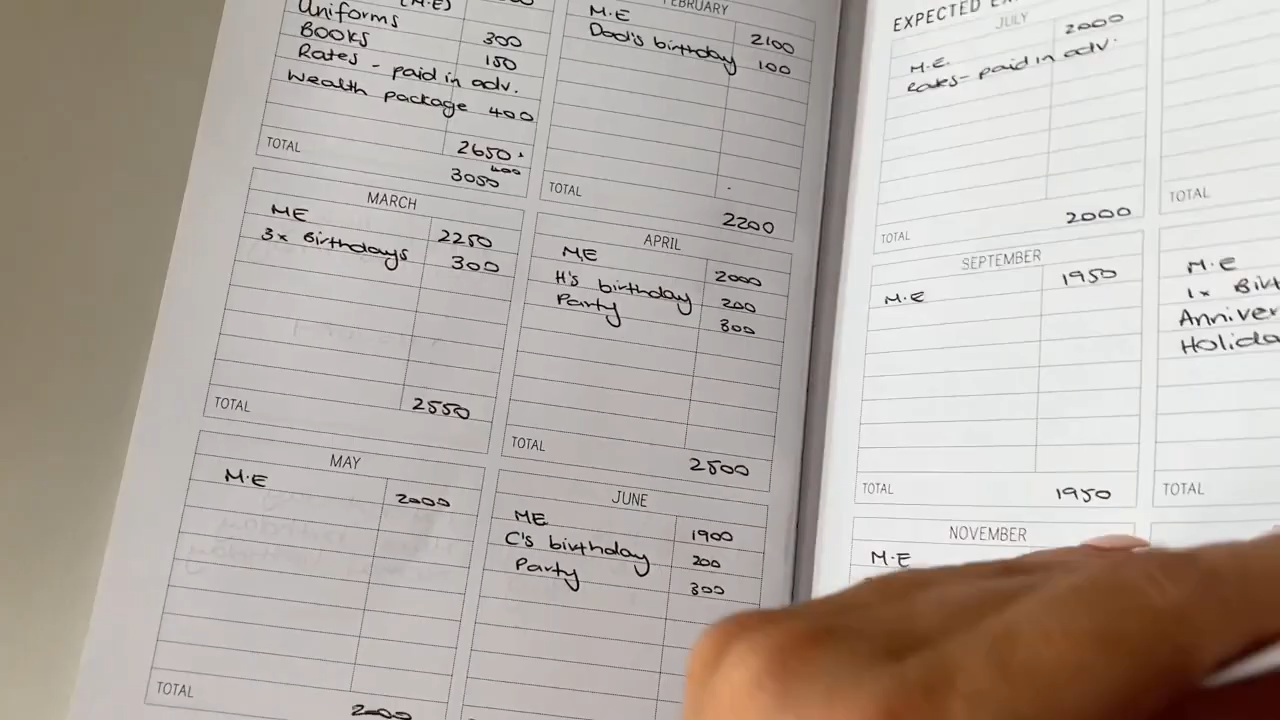 (M.E)
Uniforms 300
BOOKS 150
Rates - paid in adv.
Wealth package 400
2650 +
400
TOTAL 3050
FEBRUARY
M.E 2100
Dad's birthday 100
TOTAL 2200
MARCH
ME 2250
3x Birthdays 300
TOTAL 2550
APRIL
ME 2000
H's birthday 200
Party 300
TOTAL 2500
MAY
M.E 2000
TOTAL 2000
JUNE
ME 1900
C's birthday 200
Party 300
EXPECTED
JULY
M.E. 2000
Rates - paid in adv.
TOTAL 2000
TOTAL
SEPTEMBER
M.E 1950
TOTAL 1950
M.E
1x
TOTAL
NOVEMBER
M.E